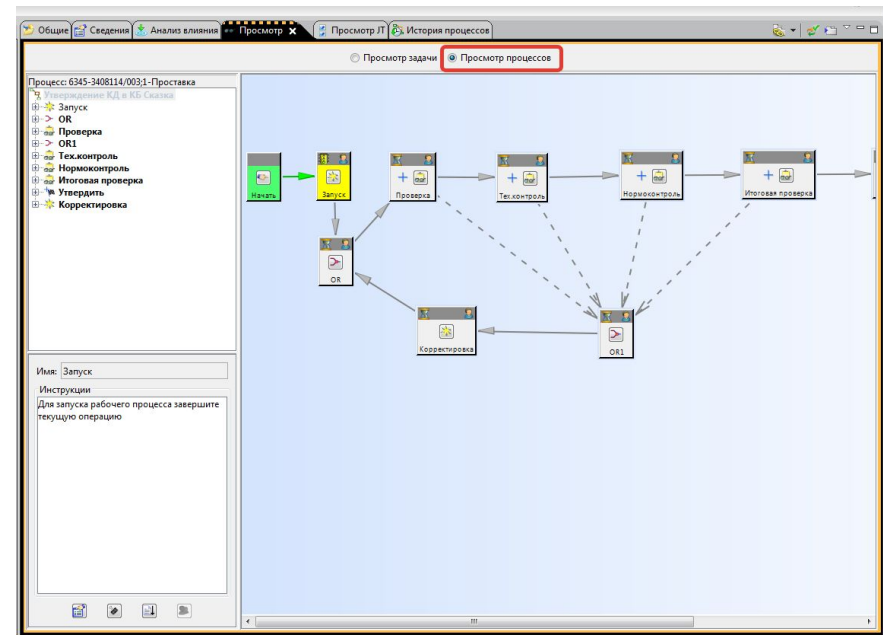 Общие Сведения Анализ влияния Просмотр Просмотр JT История процессов
Просмотр задачи Просмотр процессов
Процесс: 6345-3408114/003;1-Проставка
Утверждение КД в КБ Сказка
Запуск
OR
Проверка
OR1
Тех.контроль
Нормоконтроль
Итоговая проверка
Утвердить
Корректировка
Начать
Запуск
Проверка
Тех.контроль
Нормоконтроль
Итоговая проверка
OR
Корректировка
OR1
Имя: Запуск
Инструкции
Для запуска рабочего процесса завершите
текущую операцию